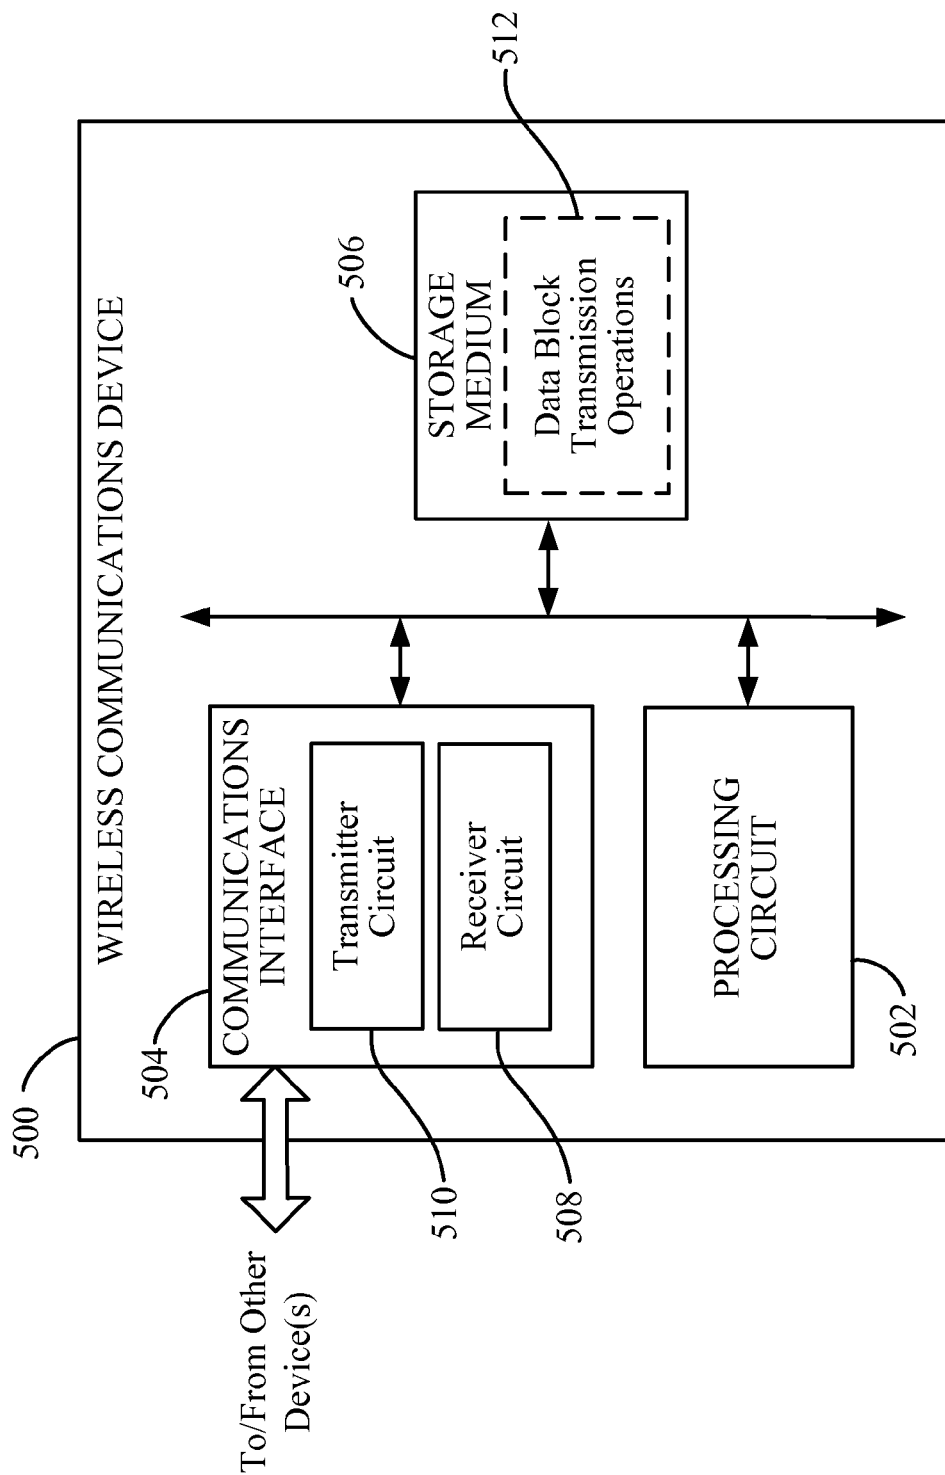 500
WIRELESS COMMUNICATIONS DEVICE
504
COMMUNICATIONS
INTERFACE
Transmitter
Circuit
Receiver
Circuit
To/From Other
Device(s)
510
508
PROCESSING
CIRCUIT
502
506
STORAGE
MEDIUM
Data Block
Transmission
Operations
512